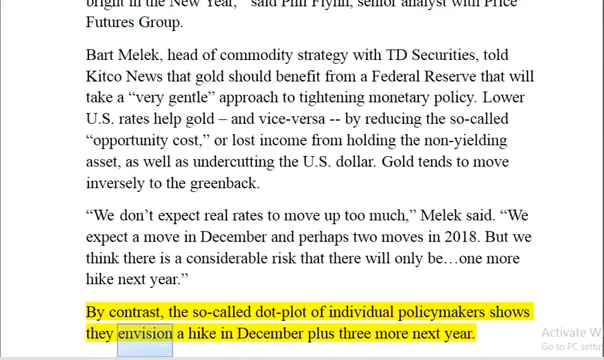 bright in the New Year," said Phil Flynn, senior analyst with Price
Futures Group.
Bart Melek, head of commodity strategy with TD Securities, told
Kitco News that gold should benefit from a Federal Reserve that will
take a “very gentle” approach to tightening monetary policy. Lower
U.S. rates help gold – and vice-versa -- by reducing the so-called
“opportunity cost,” or lost income from holding the non-yielding
asset, as well as undercutting the U.S. dollar. Gold tends to move
inversely to the greenback.
“We don’t expect real rates to move up too much,” Melek said. “We
expect a move in December and perhaps two moves in 2018. But we
think there is a considerable risk that there will only be…one more
hike next year.”
By contrast, the so-called dot-plot of individual policymakers shows
they envision a hike in December plus three more next year.
Activate W
Go to PC settin